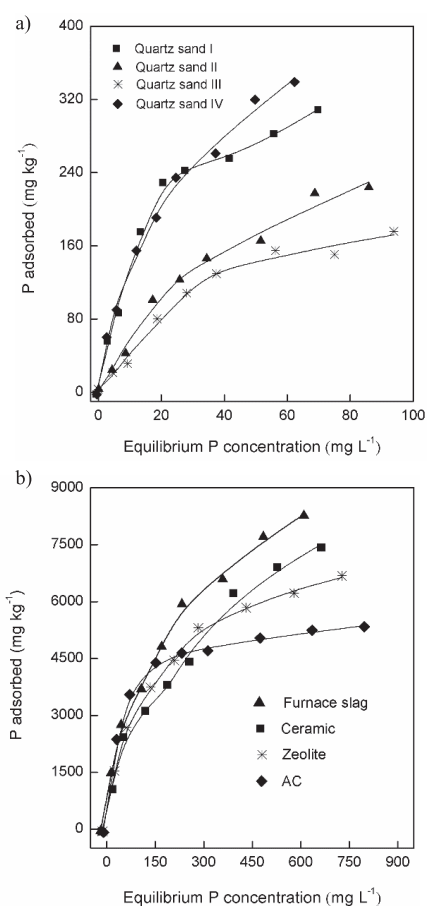 a)
400
Quartz sand I
Quartz sand II
Quartz sand III
Quartz sand IV
320
240
160
80
0
P adsorbed (mg kg⁻¹)
0 20 40 60 80 100
Equilibrium P concentration (mg L⁻¹)
b)
9000
7500
6000
4500
3000
1500
0
P adsorbed (mg kg⁻¹)
Furnace slag
Ceramic
Zeolite
AC
0 150 300 450 600 750 900
Equilibrium P concentration (mg L⁻¹)